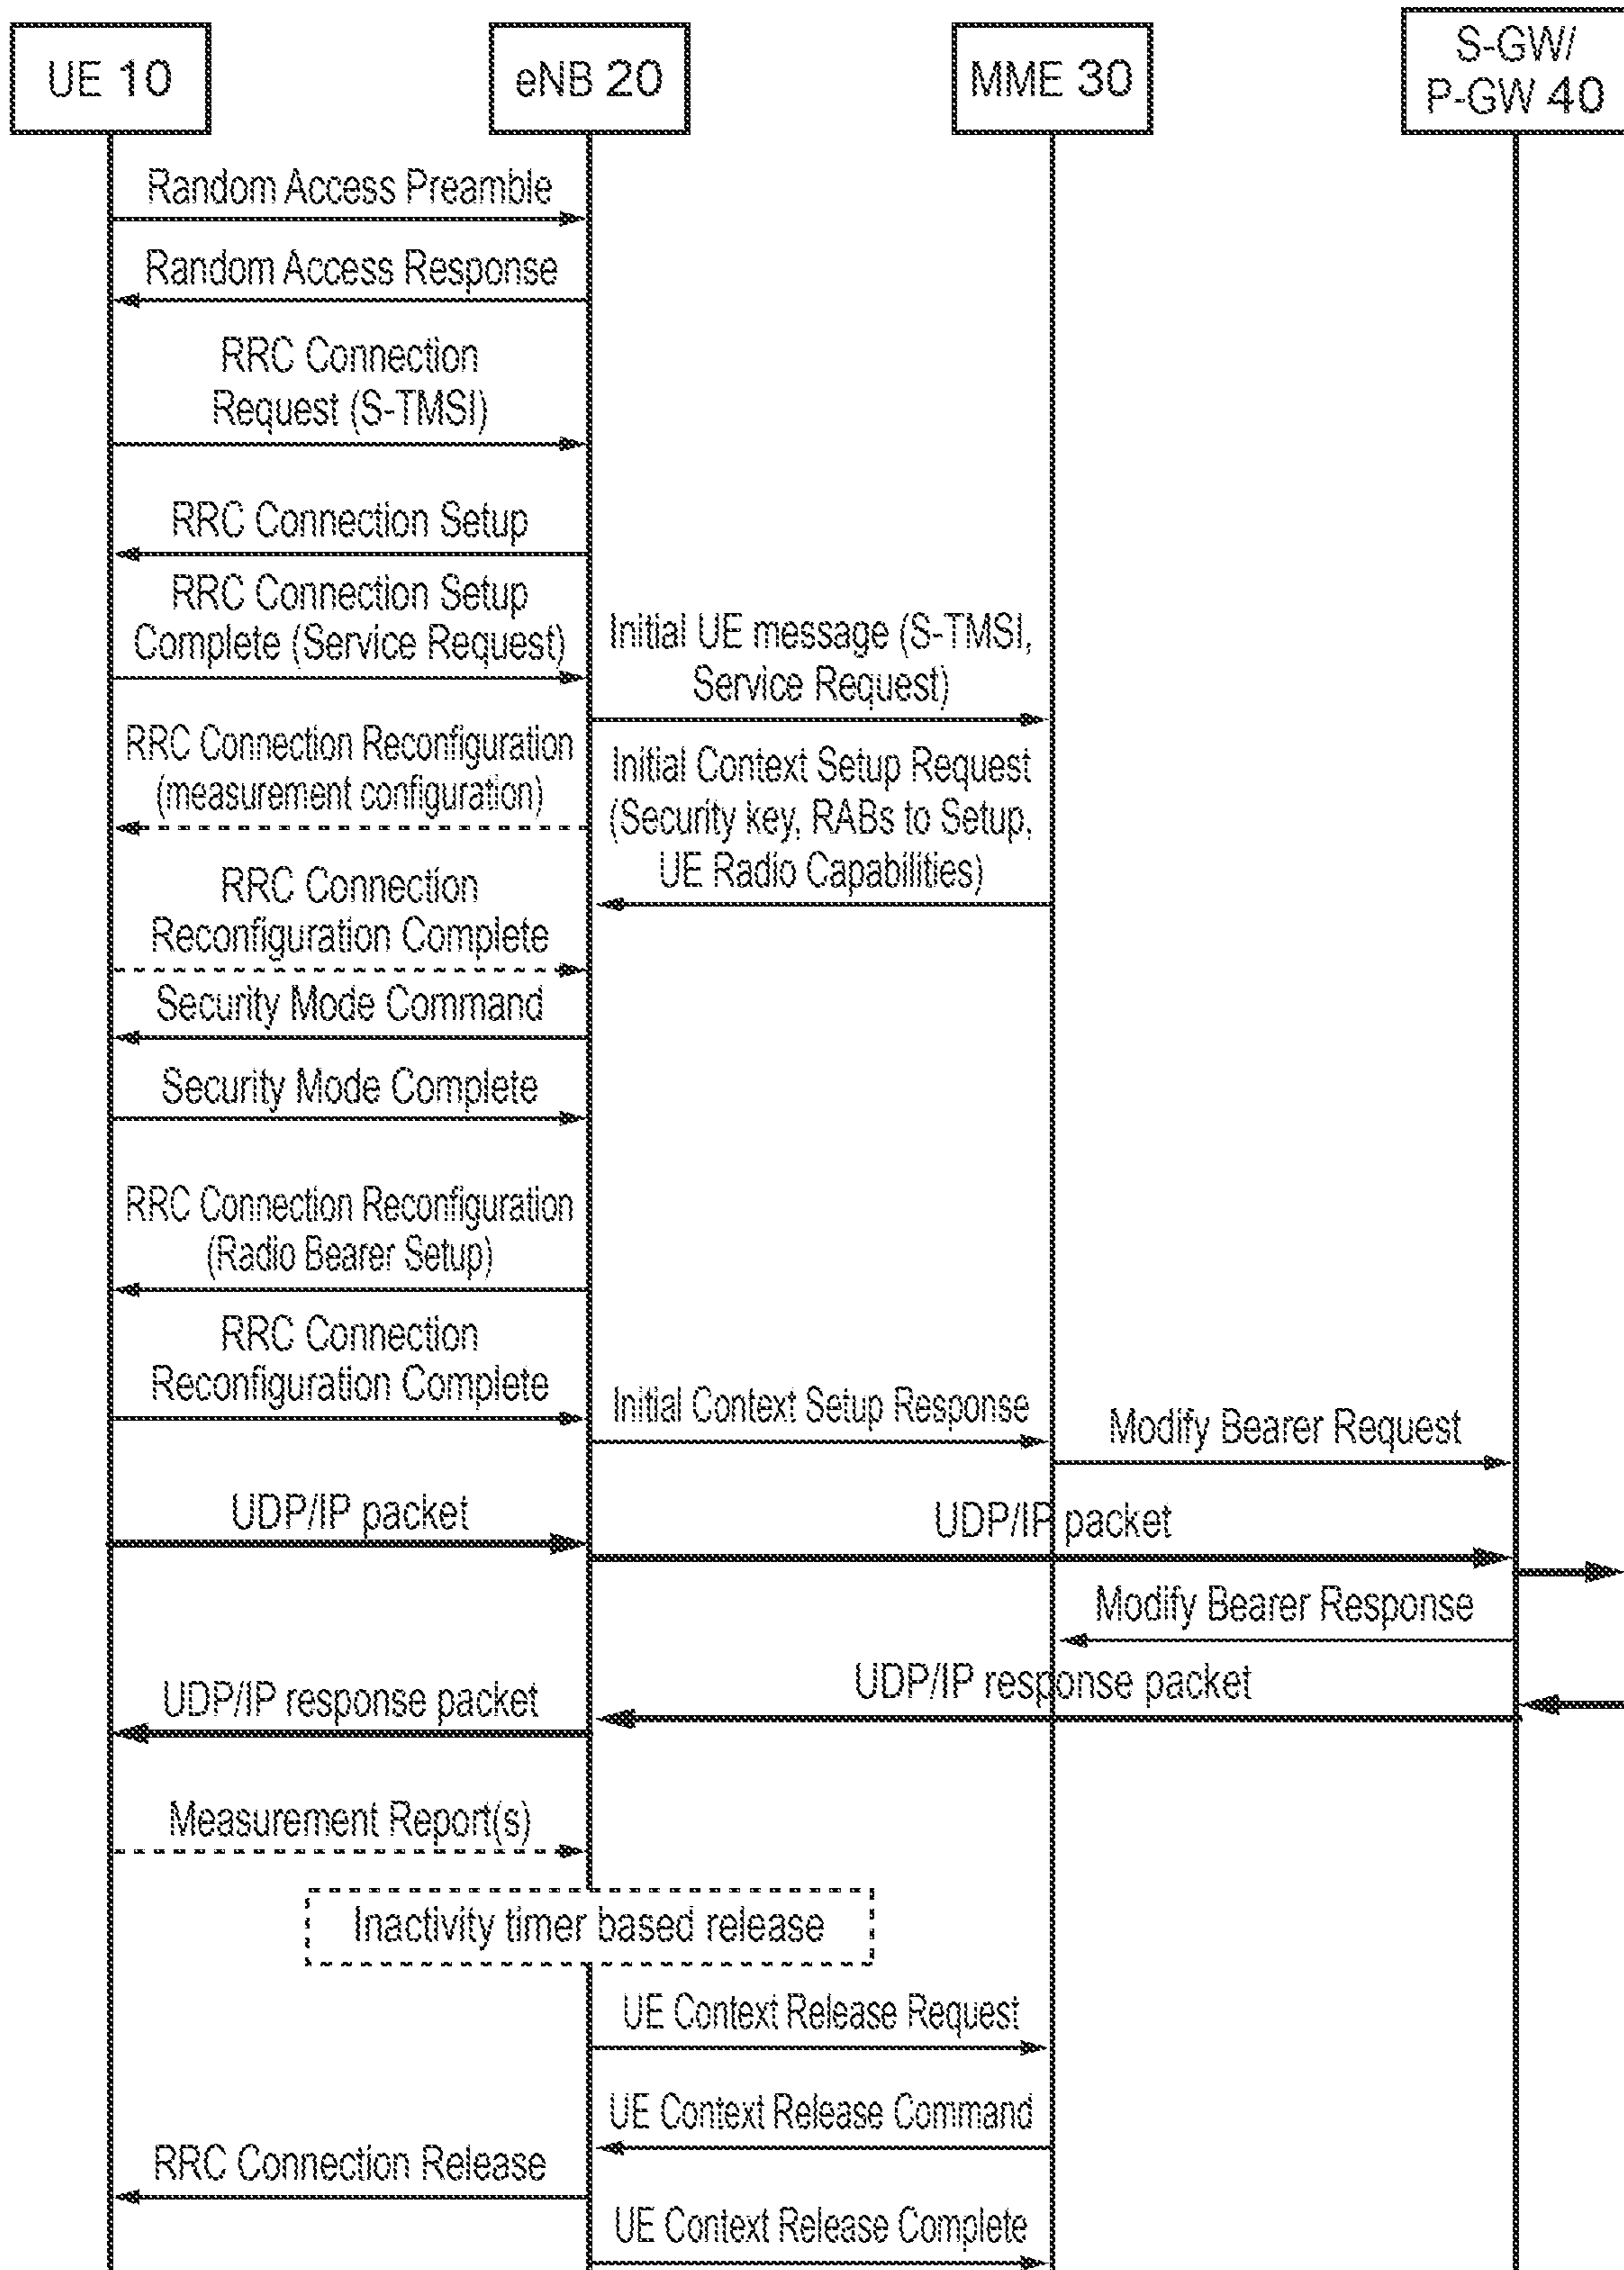 UE 10
eNB 20
MME 30
S-GW/
P-GW 40
Random Access Preamble
Random Access Response
RRC Connection
Request (S-TMSI)
RRC Connection Setup
RRC Connection Setup
Complete (Service Request)
Initial UE message (S-TMSI,
Service Request)
RRC Connection Reconfiguration
(measurement configuration)
Initial Context Setup Request
(Security key, RABs to Setup,
UE Radio Capabilities)
RRC Connection
Reconfiguration Complete
Security Mode Command
Security Mode Complete
RRC Connection Reconfiguration
(Radio Bearer Setup)
RRC Connection
Reconfiguration Complete
Initial Context Setup Response
Modify Bearer Request
UDP/IP packet
UDP/IP packet
Modify Bearer Response
UDP/IP response packet
UDP/IP response packet
Measurement Report(s)
Inactivity timer based release
UE Context Release Request
UE Context Release Command
RRC Connection Release
UE Context Release Complete